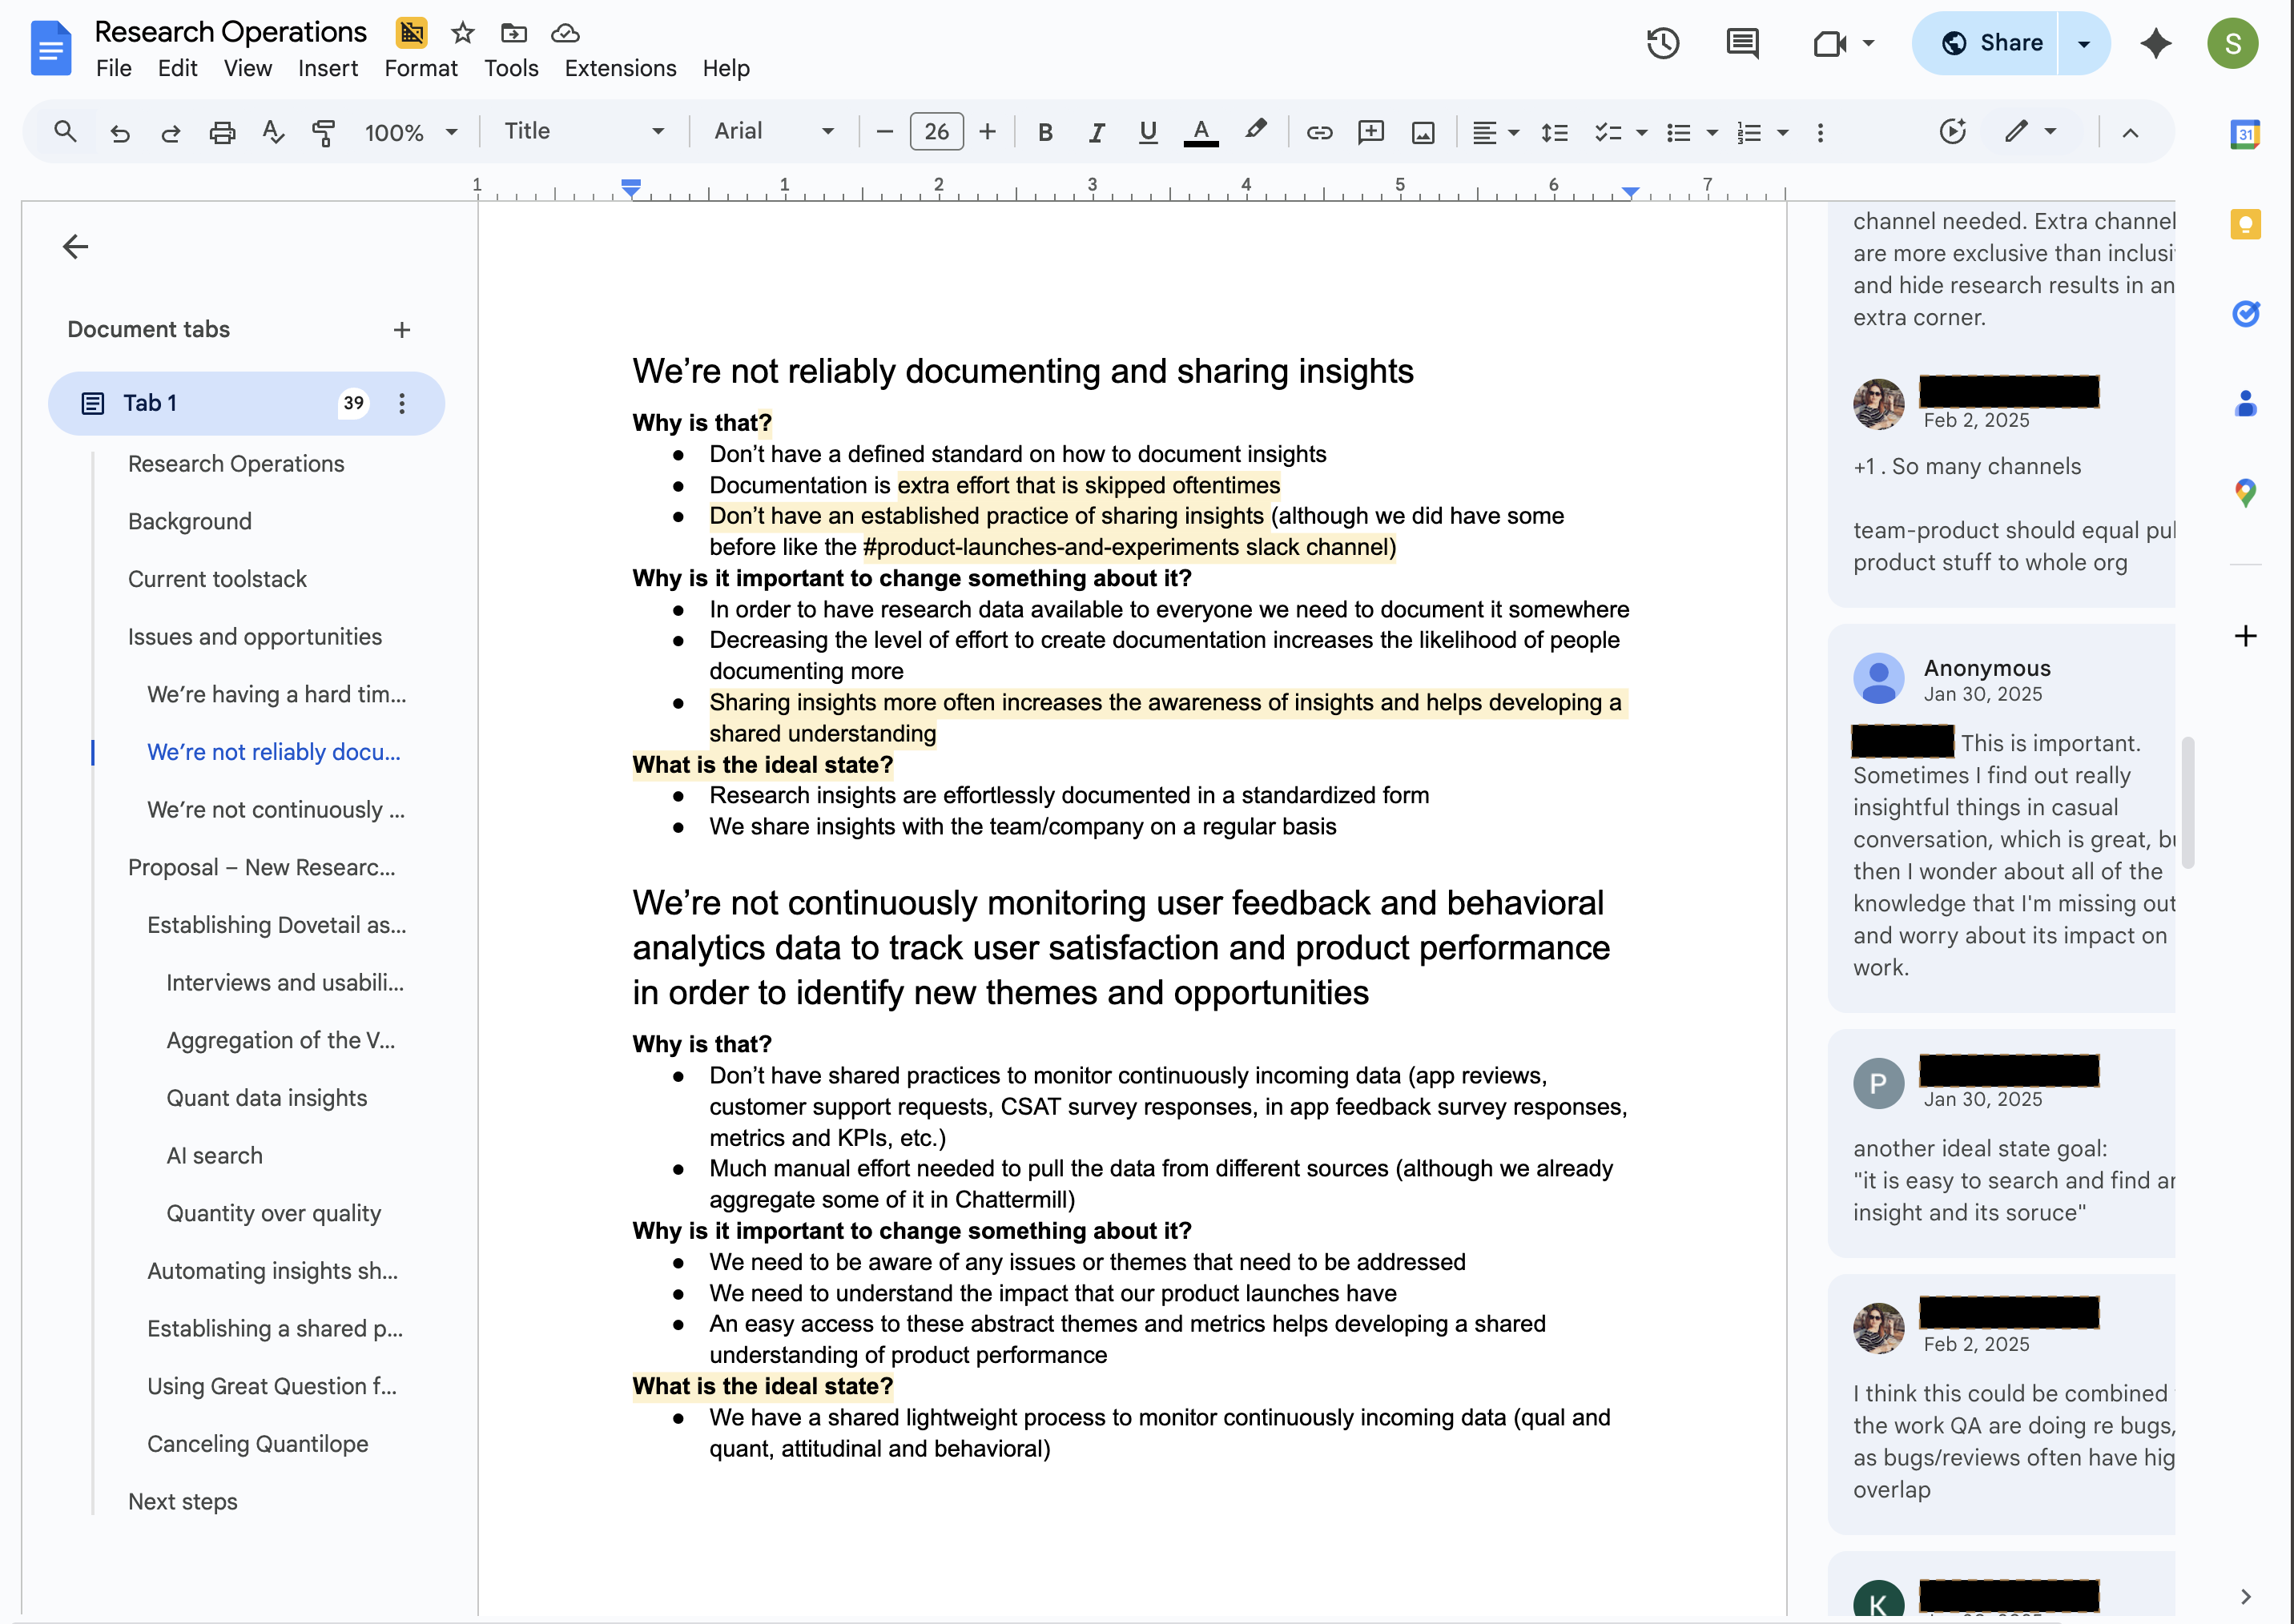 Research Operations
File Edit View Insert Format Tools Extensions Help
Share
S
100% Title Arial 26 B I U A
31
1 1 2 3 4 5 6 7
Document tabs
Tab 1 39
Research Operations
Background
Current toolstack
Issues and opportunities
We’re having a hard tim...
We’re not reliably docu...
We’re not continuously ...
Proposal – New Researc...
Establishing Dovetail as...
Interviews and usabili...
Aggregation of the V...
Quant data insights
AI search
Quantity over quality
Automating insights sh...
Establishing a shared p...
Using Great Question f...
Canceling Quantilope
Next steps
We’re not reliably documenting and sharing insights
Why is that?
● Don’t have a defined standard on how to document insights
● Documentation is extra effort that is skipped oftentimes
● Don’t have an established practice of sharing insights (although we did have some
before like the #product-launches-and-experiments slack channel)
Why is it important to change something about it?
● In order to have research data available to everyone we need to document it somewhere
● Decreasing the level of effort to create documentation increases the likelihood of people
documenting more
● Sharing insights more often increases the awareness of insights and helps developing a
shared understanding
What is the ideal state?
● Research insights are effortlessly documented in a standardized form
● We share insights with the team/company on a regular basis
We’re not continuously monitoring user feedback and behavioral
analytics data to track user satisfaction and product performance
in order to identify new themes and opportunities
Why is that?
● Don’t have shared practices to monitor continuously incoming data (app reviews,
customer support requests, CSAT survey responses, in app feedback survey responses,
metrics and KPIs, etc.)
● Much manual effort needed to pull the data from different sources (although we already
aggregate some of it in Chattermill)
Why is it important to change something about it?
● We need to be aware of any issues or themes that need to be addressed
● We need to understand the impact that our product launches have
● An easy access to these abstract themes and metrics helps developing a shared
understanding of product performance
What is the ideal state?
● We have a shared lightweight process to monitor continuously incoming data (qual and
quant, attitudinal and behavioral)
channel needed. Extra channel
are more exclusive than inclusi
and hide research results in an
extra corner.
Feb 2, 2025
+1 . So many channels
team-product should equal pu
product stuff to whole org
Anonymous
Jan 30, 2025
This is important.
Sometimes I find out really
insightful things in casual
conversation, which is great, b
then I wonder about all of the
knowledge that I'm missing out
and worry about its impact on
work.
P
Jan 30, 2025
another ideal state goal:
"it is easy to search and find a
insight and its soruce"
Feb 2, 2025
I think this could be combined
the work QA are doing re bugs,
as bugs/reviews often have hig
overlap
K